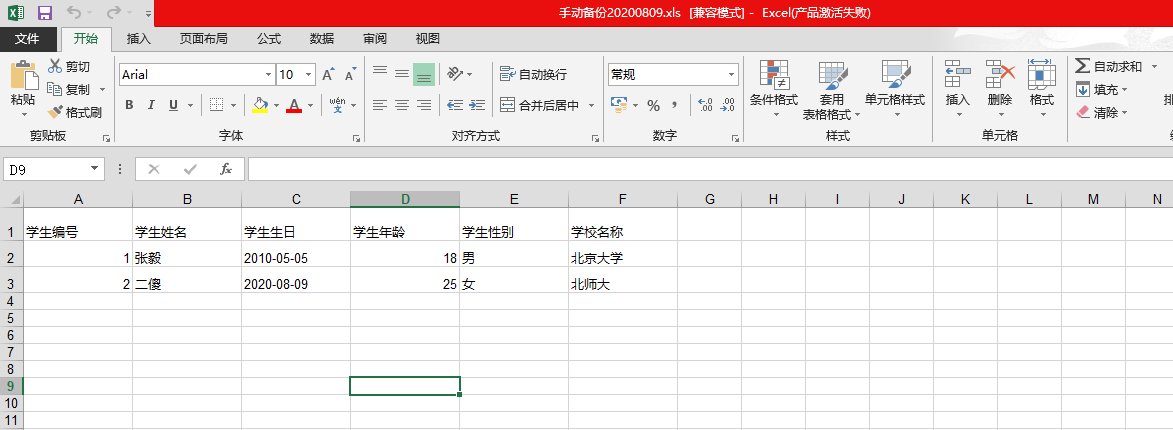 手动备份20200809.xls  [兼容模式] -  Excel(产品激活失败)
文件 开始 插入 页面布局 公式 数据 审阅 视图
粘贴 剪切 复制 格式刷 剪贴板
Arial 10 A A B I U A wén 字体
自动换行 合并后居中 对齐方式
常规 % , 数字
条件格式 套用 表格格式 单元格样式 样式
插入 删除 格式 单元格
Σ 自动求和 填充 清除
D9 fx
A B C D E F G H I J K L M N
1 学生编号 学生姓名 学生生日 学生年龄 学生性别 学校名称
2 1 张毅 2010-05-05 18 男 北京大学
3 2 二傻 2020-08-09 25 女 北师大
4
5
6
7
8
9
10
11